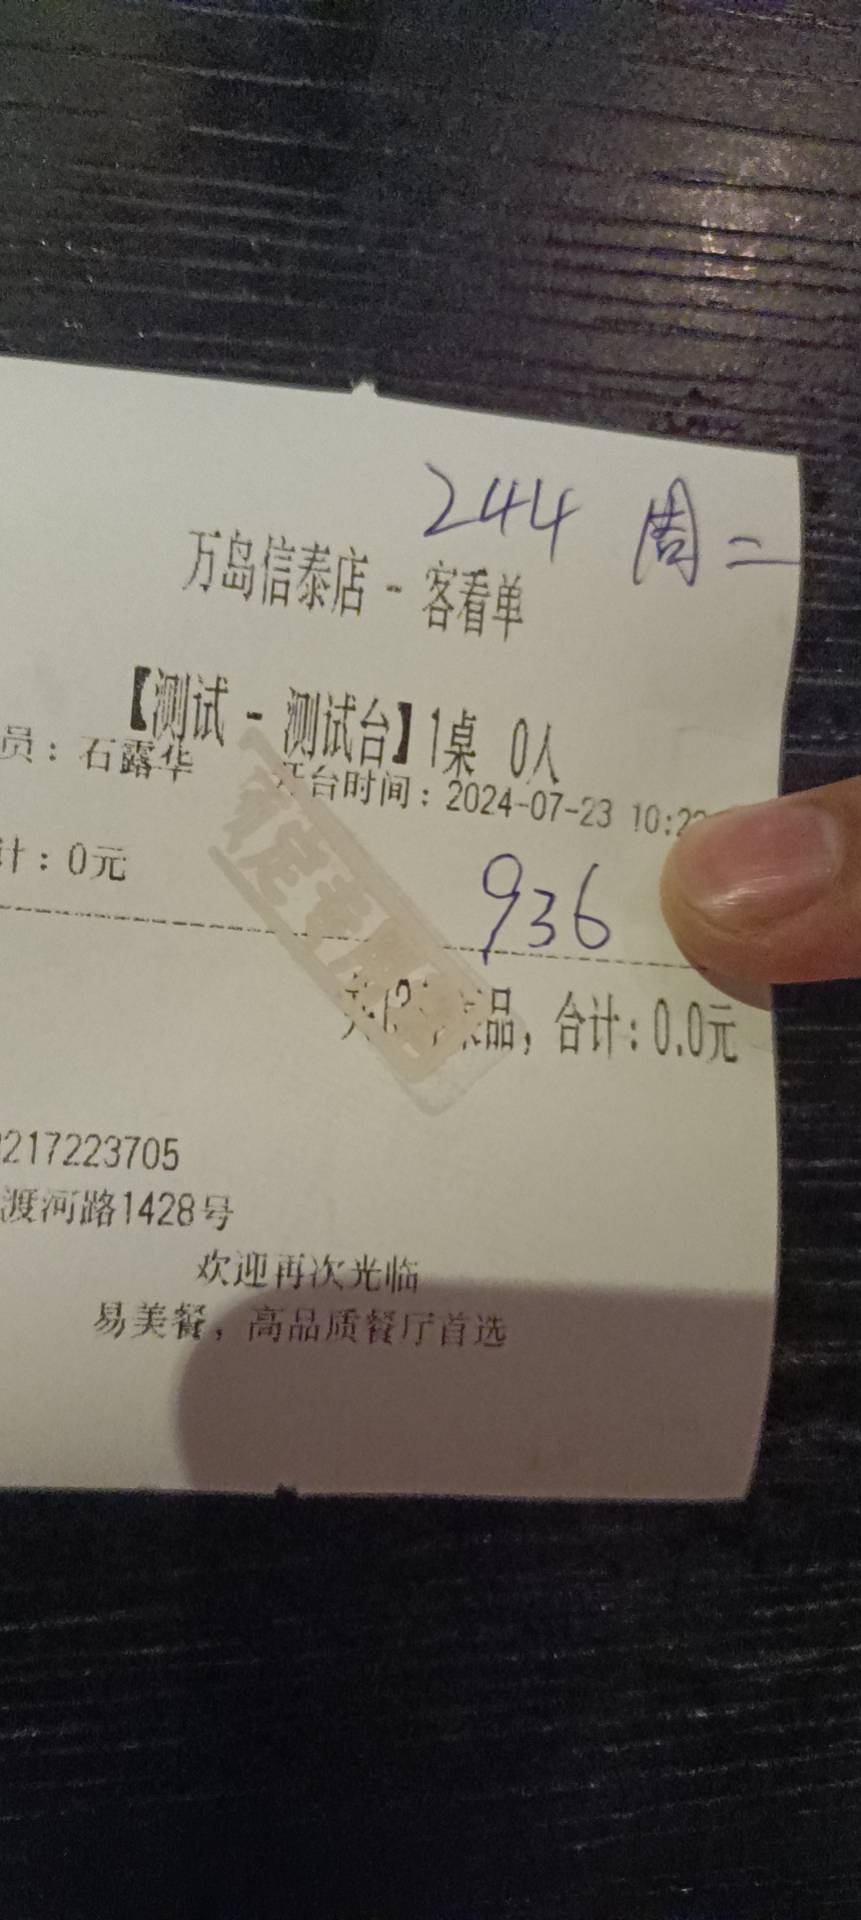 244 周二
万岛信泰店 - 客看单
【测试 - 测试台】1桌 0人
员：石露华 开台时间：2024-07-23 10:22
计：0元
936
品，合计：0.0元
217223705
渡河路1428号
欢迎再次光临
易美餐，高品质餐厅首选